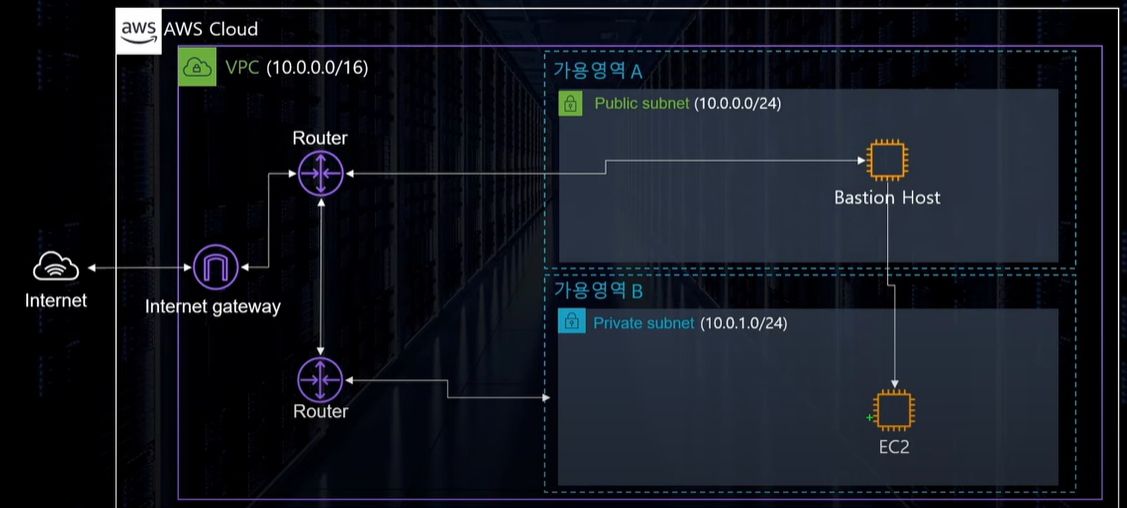 aws AWS Cloud
VPC (10.0.0.0/16)
가용영역 A
Public subnet (10.0.0.0/24)
Router
Bastion Host
Internet
Internet gateway
가용영역 B
Private subnet (10.0.1.0/24)
Router
EC2